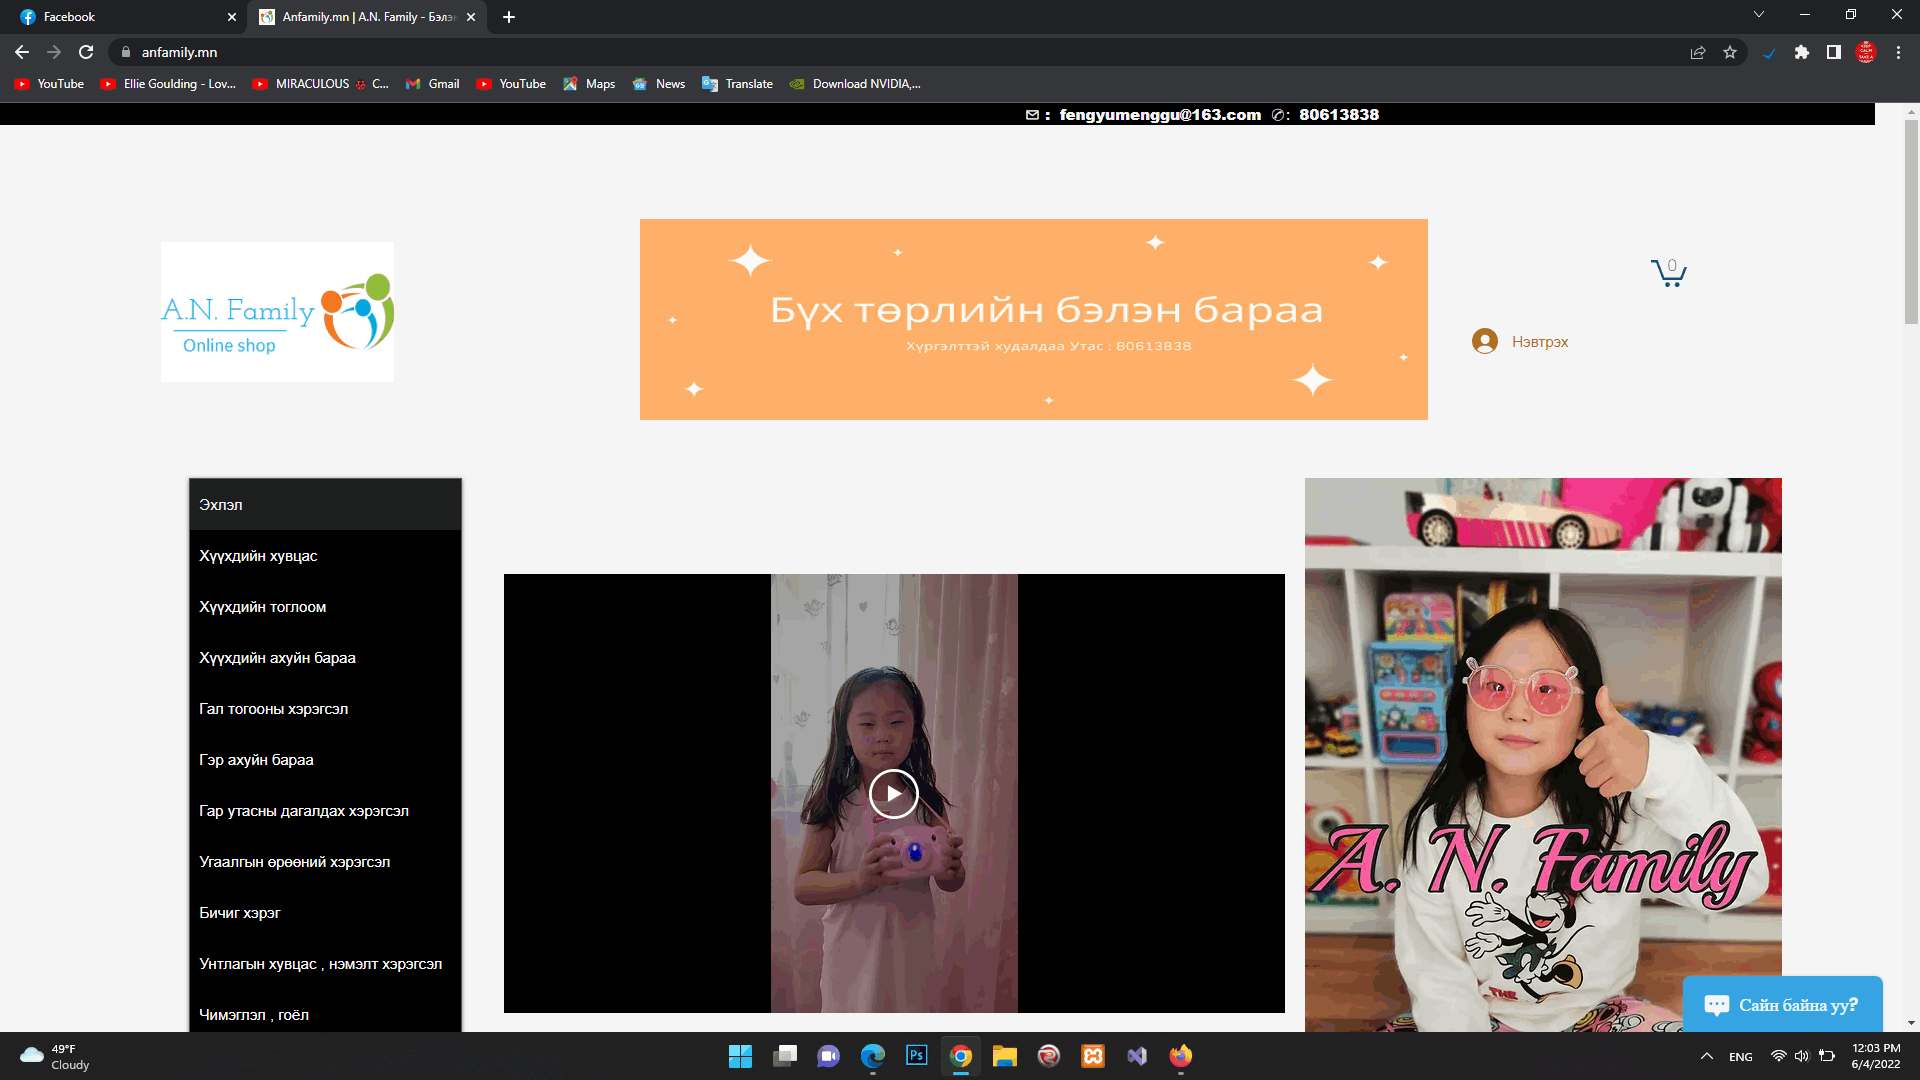 Facebook
Anfamily.mn | A.N. Family - Бэлэн
anfamily.mn
YouTube
Ellie Goulding - Lov...
MIRACULOUS 🐞 C...
Gmail
YouTube
Maps
News
Translate
Download NVIDIA,...
: fengyumenggu@163.com ✆: 80613838
A.N. Family
Online shop
Бүх төрлийн бэлэн бараа
Хүргэлттэй худалдаа Утас : 80613838
0
Нэвтрэх
Эхлэл
Хүүхдийн хувцас
Хүүхдийн тоглоом
Хүүхдийн ахуйн бараа
Гал тогооны хэрэгсэл
Гэр ахуйн бараа
Гар утасны дагалдах хэрэгсэл
Угаалгын өрөөний хэрэгсэл
Бичиг хэрэг
Унтлагын хувцас , нэмэлт хэрэгсэл
Чимэглэл , гоёл
A. N. Family
THE
Сайн байна уу?
49°F
Cloudy
Ps
ENG
12:03 PM
6/4/2022